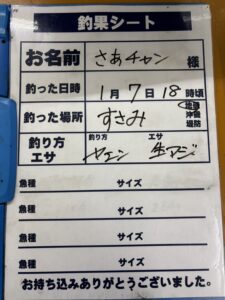 釣果シート
お名前 さあチャン 様
釣った日時 1月7日18時頃
釣った場所 すさみ 地磯 沖磯 堤防
釣り方 エサ 釣り方 ヤエン エサ 生アジ
魚種 サイズ
魚種 サイズ
魚種 サイズ
魚種 サイズ
お持ち込みありがとうございました。